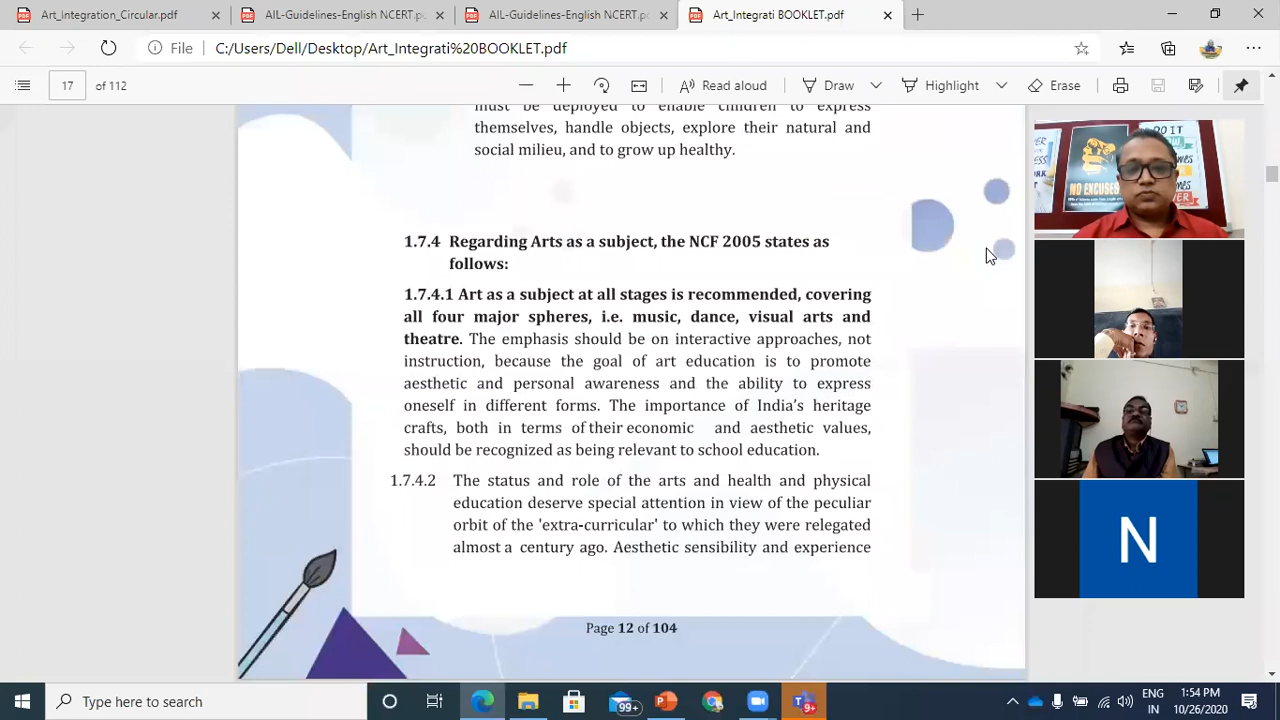 Art_Integration_Circular.pdf
AIL-Guidelines-English NCERT.p
AIL-Guidelines-English NCERT.p
Art_Integrati BOOKLET.pdf
File
C:/Users/Dell/Desktop/Art_Integrati%20BOOKLET.pdf
17 of 112
Read aloud
Draw
Highlight
Erase
must be deployed to enable children to express
themselves, handle objects, explore their natural and
social milieu, and to grow up healthy.
1.7.4 Regarding Arts as a subject, the NCF 2005 states as
follows:
1.7.4.1 Art as a subject at all stages is recommended, covering
all four major spheres, i.e. music, dance, visual arts and
theatre. The emphasis should be on interactive approaches, not
instruction, because the goal of art education is to promote
aesthetic and personal awareness and the ability to express
oneself in different forms. The importance of India's heritage
crafts, both in terms of their economic and aesthetic values,
should be recognized as being relevant to school education.
1.7.4.2 The status and role of the arts and health and physical
education deserve special attention in view of the peculiar
orbit of the 'extra-curricular' to which they were relegated
almost a century ago. Aesthetic sensibility and experience
Page 12 of 104
DO IT
NO EXCUSES
N
Type here to search
99+
9+
ENG
IN
1:54 PM
10/26/2020